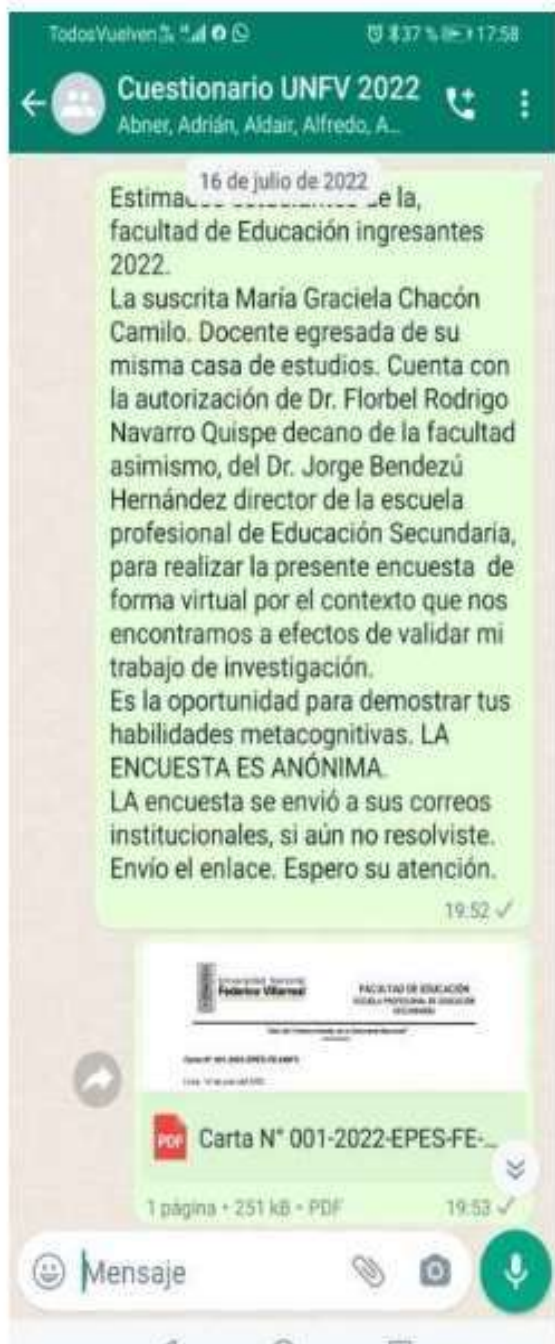 TodosVuelven
37 % 17:58
Cuestionario UNFV 2022
Abner, Adrián, Aldair, Alfredo, A...
16 de julio de 2022
de la,
facultad de Educación ingresantes
2022.
La suscrita María Graciela Chacón
Camilo. Docente egresada de su
misma casa de estudios. Cuenta con
la autorización de Dr. Florbel Rodrigo
Navarro Quispe decano de la facultad
asimismo, del Dr. Jorge Bendezú
Hernández director de la escuela
profesional de Educación Secundaria,
para realizar la presente encuesta de
forma virtual por el contexto que nos
encontramos a efectos de validar mi
trabajo de investigación.
Es la oportunidad para demostrar tus
habilidades metacognitivas. LA
ENCUESTA ES ANÓNIMA.
LA encuesta se envió a sus correos
institucionales, si aún no resolviste.
Envío el enlace. Espero su atención.
19:52
Universidad Nacional
Federico Villarreal
FACULTAD DE EDUCACIÓN
ESCUELA PROFESIONAL DE EDUCACIÓN
SECUNDARIA
PDF
Carta N° 001-2022-EPES-FE-...
1 página • 251 kB • PDF
19:53
Mensaje